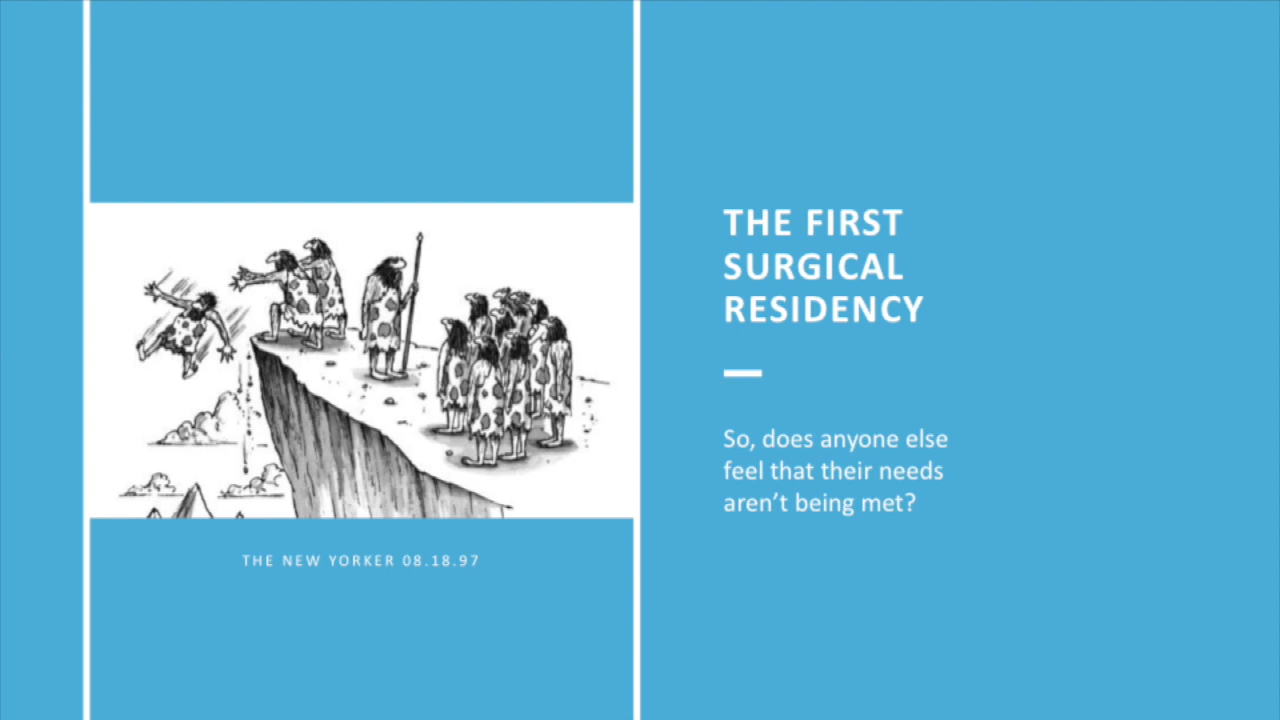 THE NEW YORKER 08.18.97
THE FIRST
SURGICAL
RESIDENCY
So, does anyone else
feel that their needs
aren’t being met?